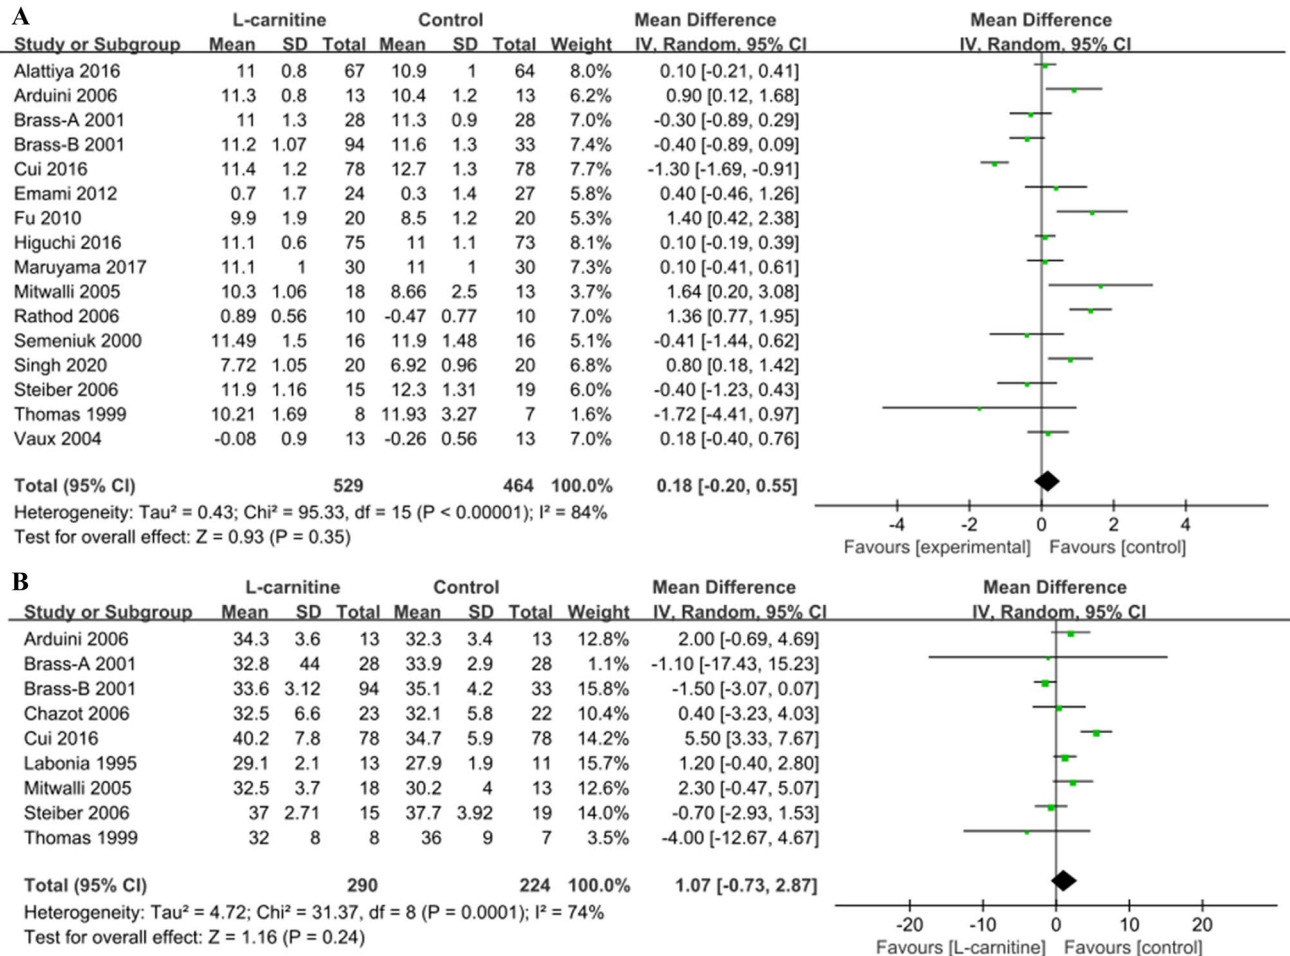 A
L-carnitine Control Mean Difference Mean Difference
Study or Subgroup Mean SD Total Mean SD Total Weight IV, Random, 95% CI IV, Random, 95% CI
Alattiya 2016 11 0.8 67 10.9 1 64 8.0% 0.10 [-0.21, 0.41]
Arduini 2006 11.3 0.8 13 10.4 1.2 13 6.2% 0.90 [0.12, 1.68]
Brass-A 2001 11 1.3 28 11.3 0.9 28 7.0% -0.30 [-0.89, 0.29]
Brass-B 2001 11.2 1.07 94 11.6 1.3 33 7.4% -0.40 [-0.89, 0.09]
Cui 2016 11.4 1.2 78 12.7 1.3 78 7.7% -1.30 [-1.69, -0.91]
Emami 2012 0.7 1.7 24 0.3 1.4 27 5.8% 0.40 [-0.46, 1.26]
Fu 2010 9.9 1.9 20 8.5 1.2 20 5.3% 1.40 [0.42, 2.38]
Higuchi 2016 11.1 0.6 75 11 1.1 73 8.1% 0.10 [-0.19, 0.39]
Maruyama 2017 11.1 1 30 11 1 30 7.3% 0.10 [-0.41, 0.61]
Mitwalli 2005 10.3 1.06 18 8.66 2.5 13 3.7% 1.64 [0.20, 3.08]
Rathod 2006 0.89 0.56 10 -0.47 0.77 10 7.0% 1.36 [0.77, 1.95]
Semeniuk 2000 11.49 1.5 16 11.9 1.48 16 5.1% -0.41 [-1.44, 0.62]
Singh 2020 7.72 1.05 20 6.92 0.96 20 6.8% 0.80 [0.18, 1.42]
Steiber 2006 11.9 1.16 15 12.3 1.31 19 6.0% -0.40 [-1.23, 0.43]
Thomas 1999 10.21 1.69 8 11.93 3.27 7 1.6% -1.72 [-4.41, 0.97]
Vaux 2004 -0.08 0.9 13 -0.26 0.56 13 7.0% 0.18 [-0.40, 0.76]
Total (95% CI) 529 464 100.0% 0.18 [-0.20, 0.55]
Heterogeneity: Tau² = 0.43; Chi² = 95.33, df = 15 (P < 0.00001); I² = 84%
Test for overall effect: Z = 0.93 (P = 0.35)
-4 -2 0 2 4
Favours [experimental] Favours [control]
B
L-carnitine Control Mean Difference Mean Difference
Study or Subgroup Mean SD Total Mean SD Total Weight IV, Random, 95% CI IV, Random, 95% CI
Arduini 2006 34.3 3.6 13 32.3 3.4 13 12.8% 2.00 [-0.69, 4.69]
Brass-A 2001 32.8 44 28 33.9 2.9 28 1.1% -1.10 [-17.43, 15.23]
Brass-B 2001 33.6 3.12 94 35.1 4.2 33 15.8% -1.50 [-3.07, 0.07]
Chazot 2006 32.5 6.6 23 32.1 5.8 22 10.4% 0.40 [-3.23, 4.03]
Cui 2016 40.2 7.8 78 34.7 5.9 78 14.2% 5.50 [3.33, 7.67]
Labonia 1995 29.1 2.1 13 27.9 1.9 11 15.7% 1.20 [-0.40, 2.80]
Mitwalli 2005 32.5 3.7 18 30.2 4 13 12.6% 2.30 [-0.47, 5.07]
Steiber 2006 37 2.71 15 37.7 3.92 19 14.0% -0.70 [-2.93, 1.53]
Thomas 1999 32 8 8 36 9 7 3.5% -4.00 [-12.67, 4.67]
Total (95% CI) 290 224 100.0% 1.07 [-0.73, 2.87]
Heterogeneity: Tau² = 4.72; Chi² = 31.37, df = 8 (P = 0.0001); I² = 74%
Test for overall effect: Z = 1.16 (P = 0.24)
-20 -10 0 10 20
Favours [L-carnitine] Favours [control]